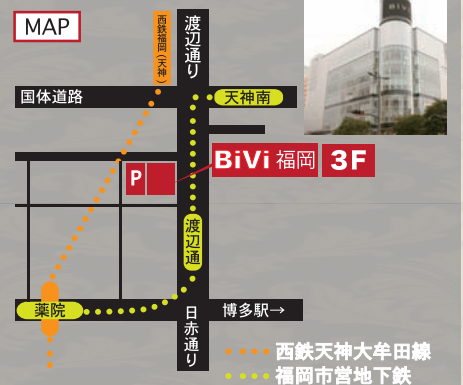 MAP
西鉄福岡(天神)
渡辺通り
BiVi
国体道路
天神南
P
BiVi 福岡 3F
渡辺通
薬院
日赤通り
博多駅→
西鉄天神大牟田線
福岡市営地下鉄